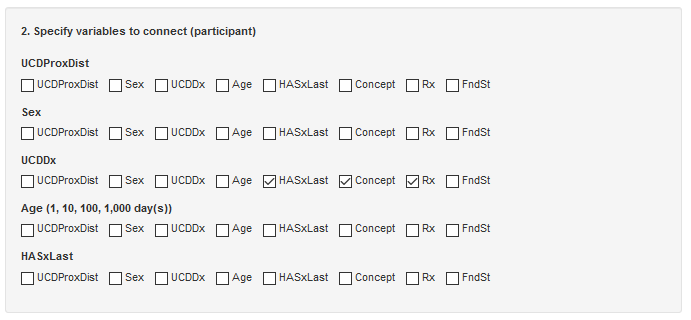 2. Specify variables to connect (participant)
UCDProxDist
UCDProxDist Sex UCDDx Age HASxLast Concept Rx FndSt
Sex
UCDProxDist Sex UCDDx Age HASxLast Concept Rx FndSt
UCDDx
UCDProxDist Sex UCDDx Age HASxLast Concept Rx FndSt
Age (1, 10, 100, 1,000 day(s))
UCDProxDist Sex UCDDx Age HASxLast Concept Rx FndSt
HASxLast
UCDProxDist Sex UCDDx Age HASxLast Concept Rx FndSt